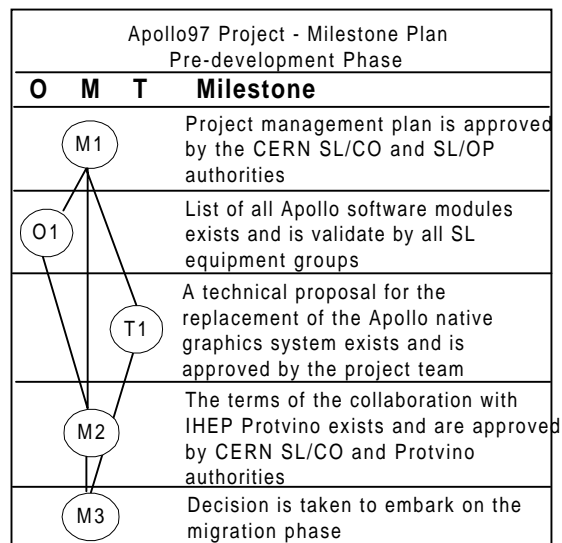 Apollo97 Project - Milestone Plan
Pre-development Phase
O M T Milestone
M1
Project management plan is approved
by the CERN SL/CO and SL/OP
authorities
O1
List of all Apollo software modules
exists and is validate by all SL
equipment groups
T1
A technical proposal for the
replacement of the Apollo native
graphics system exists and is
approved by the project team
M2
The terms of the collaboration with
IHEP Protvino exists and are approved
by CERN SL/CO and Protvino
authorities
M3
Decision is taken to embark on the
migration phase